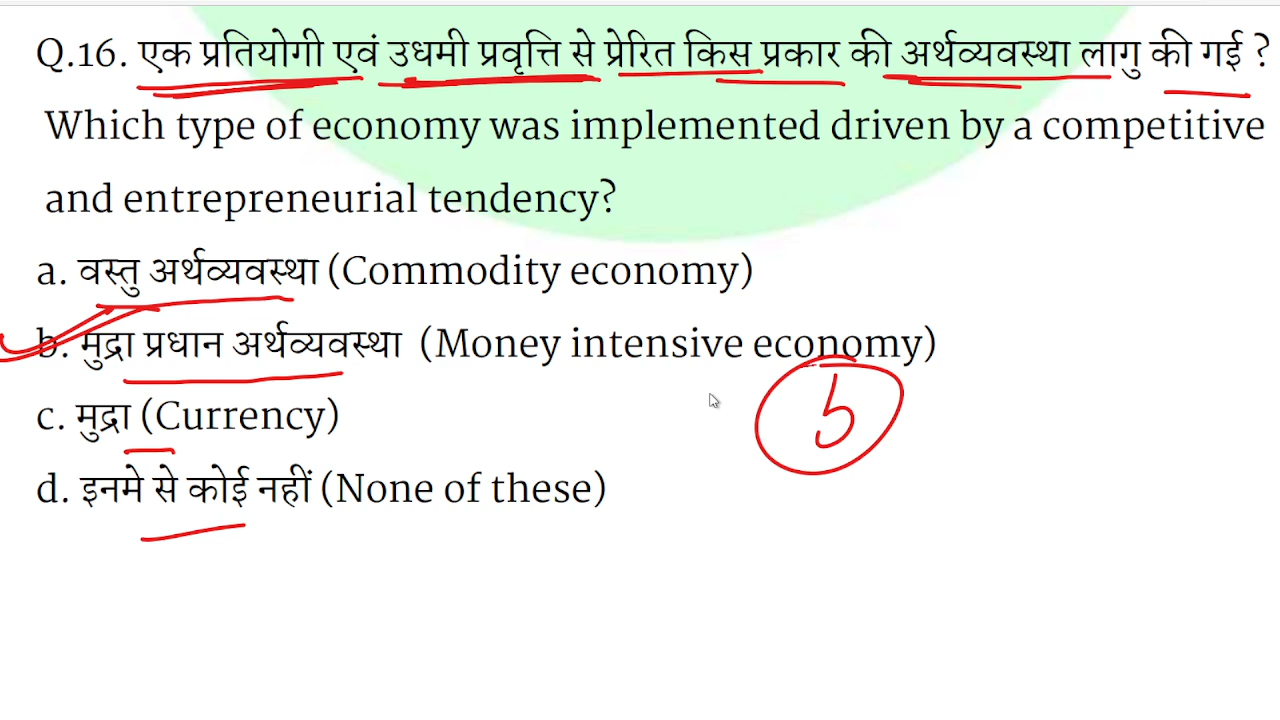 Q.16. एक प्रतियोगी एवं उधमी प्रवृत्ति से प्रेरित किस प्रकार की अर्थव्यवस्था लागु की गई ?
Which type of economy was implemented driven by a competitive
and entrepreneurial tendency?
a. वस्तु अर्थव्यवस्था (Commodity economy)
b. मुद्रा प्रधान अर्थव्यवस्था (Money intensive economy)
b
c. मुद्रा (Currency)
d. इनमे से कोई नहीं (None of these)